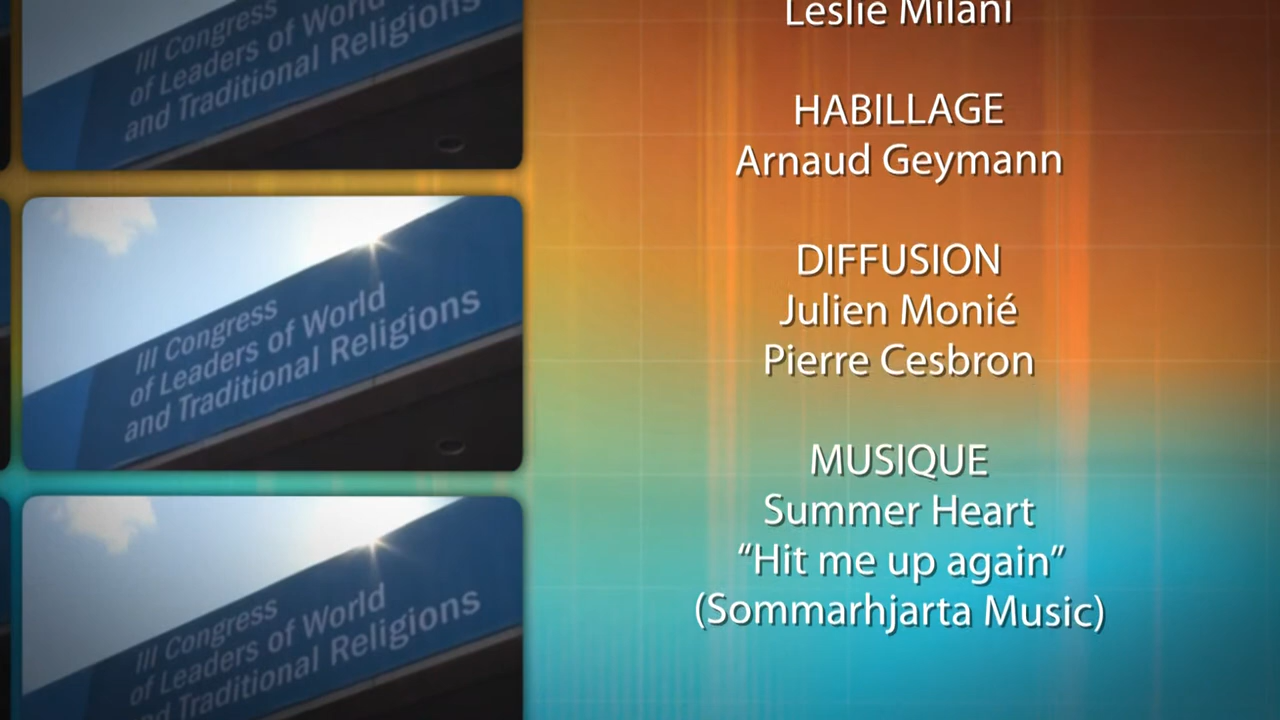 III Congress
of Leaders of World
and Traditional Religions
III Congress
of Leaders of World
and Traditional Religions
III Congress
of Leaders of World
and Traditional Religions
Leslie Milani
HABILLAGE
Arnaud Geymann
DIFFUSION
Julien Monié
Pierre Cesbron
MUSIQUE
Summer Heart
“Hit me up again”
(Sommarhjarta Music)